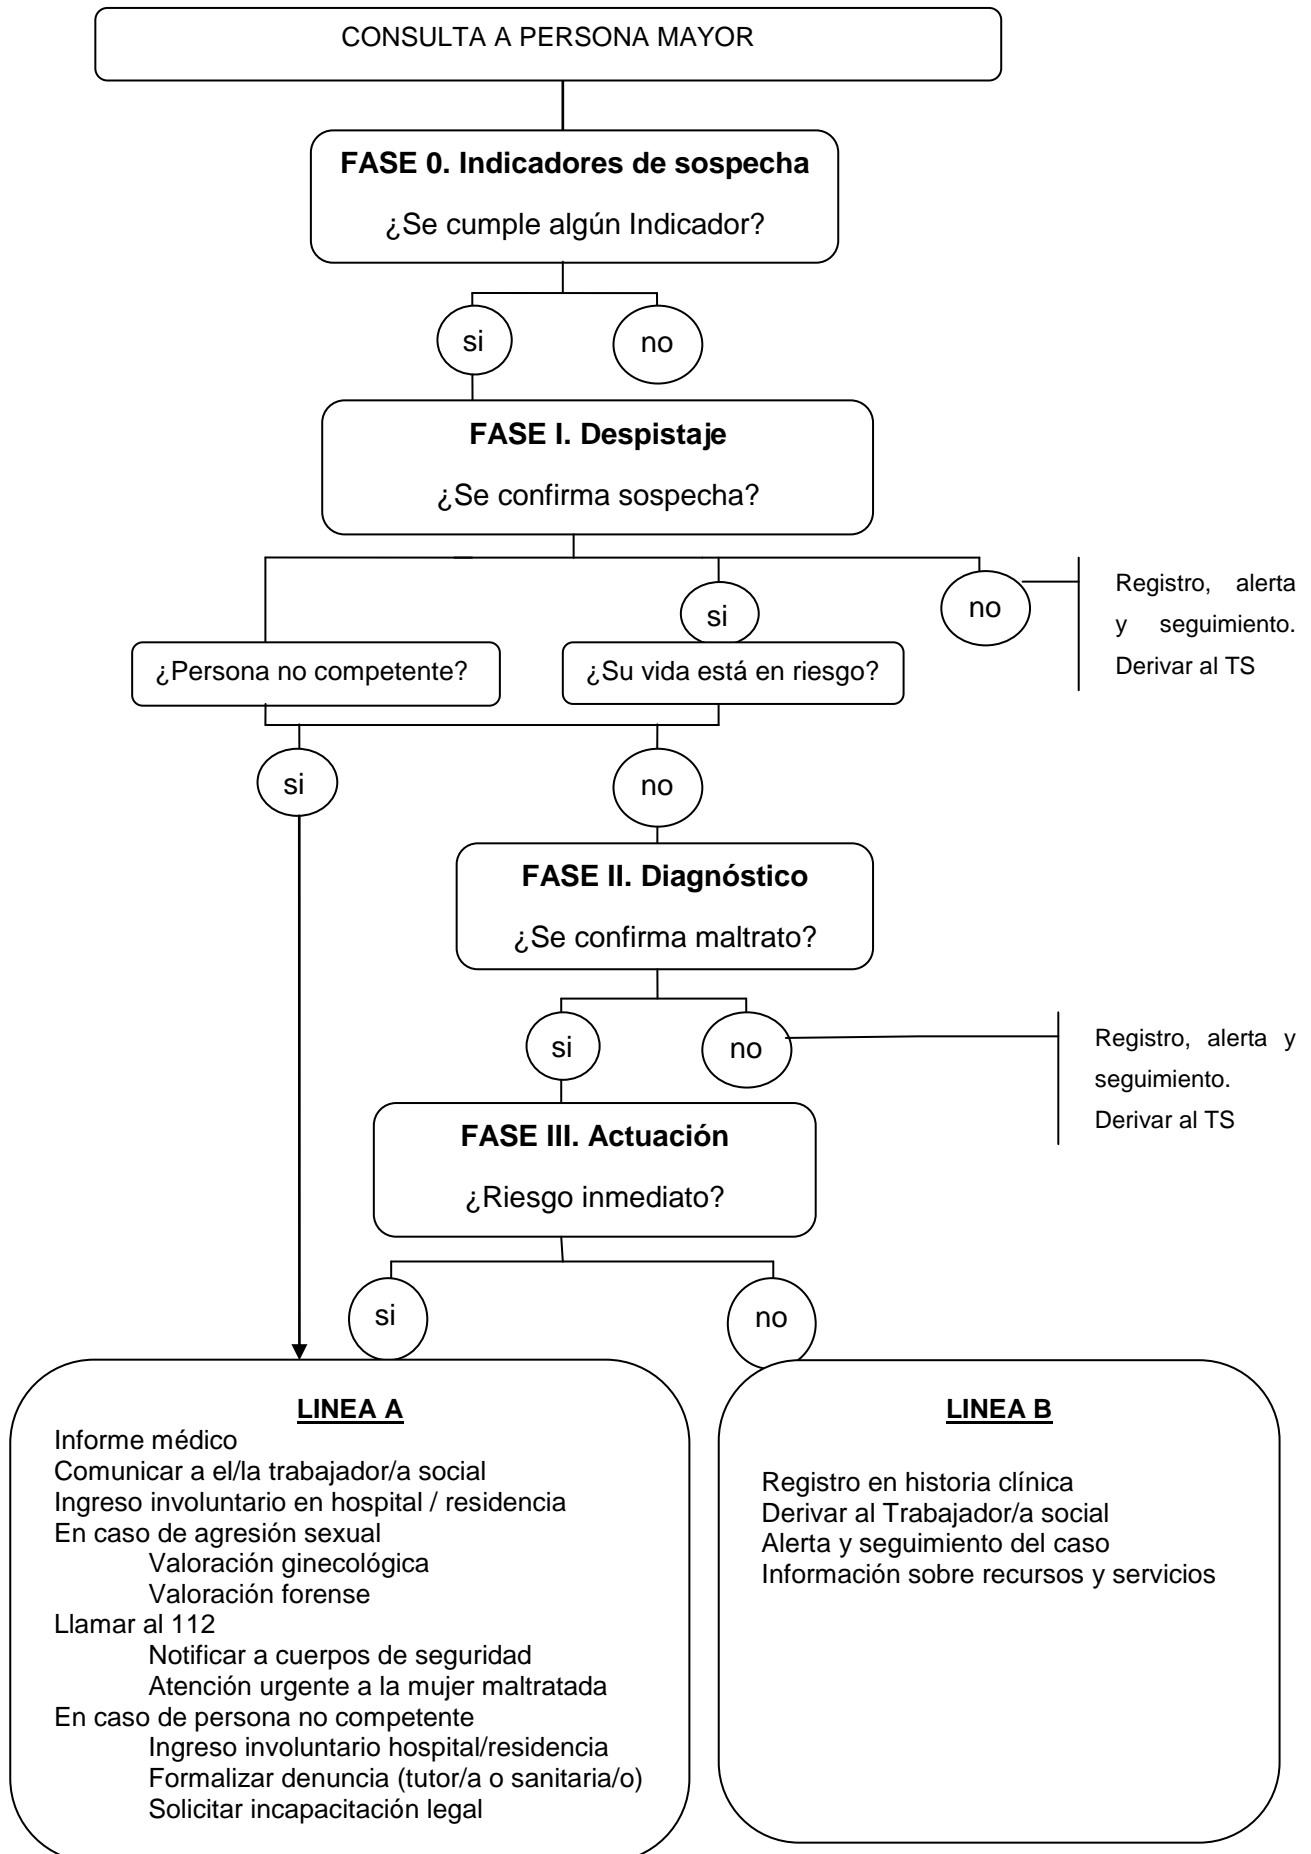 CONSULTA A PERSONA MAYOR
FASE 0. Indicadores de sospecha
¿Se cumple algún Indicador?
si
no
FASE I. Despistaje
¿Se confirma sospecha?
si
no
Registro, alerta
y seguimiento.
Derivar al TS
¿Persona no competente?
¿Su vida está en riesgo?
si
no
FASE II. Diagnóstico
¿Se confirma maltrato?
si
no
Registro, alerta y
seguimiento.
Derivar al TS
FASE III. Actuación
¿Riesgo inmediato?
si
no
LINEA A
Informe médico
Comunicar a el/la trabajador/a social
Ingreso involuntario en hospital / residencia
En caso de agresión sexual
Valoración ginecológica
Valoración forense
Llamar al 112
Notificar a cuerpos de seguridad
Atención urgente a la mujer maltratada
En caso de persona no competente
Ingreso involuntario hospital/residencia
Formalizar denuncia (tutor/a o sanitaria/o)
Solicitar incapacitación legal
LINEA B
Registro en historia clínica
Derivar al Trabajador/a social
Alerta y seguimiento del caso
Información sobre recursos y servicios